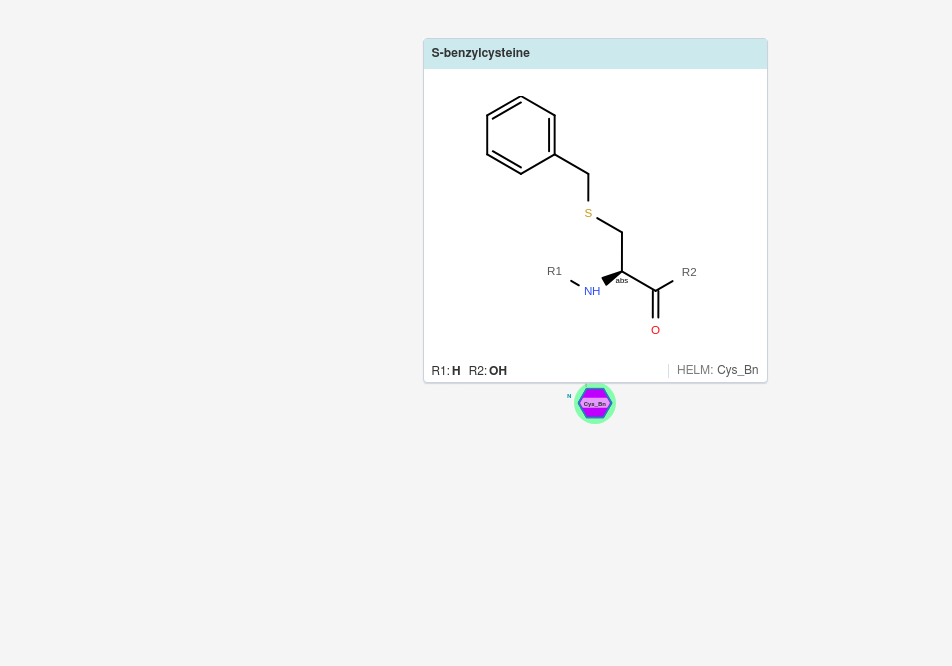 S-benzylcysteine
S
R1
R2
abs
NH
O
R1: H R2: OH
HELM: Cys_Bn
N
Cys_Bn